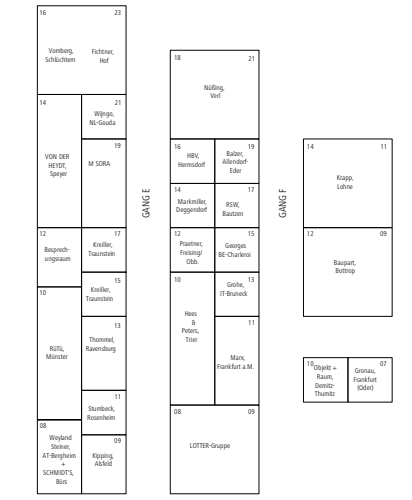 16 23
Vomberg,
Schlüchtern
Fichtner,
Hof
14
VON DER
HEYDT,
Speyer
21
Wijngo,
NL-Gouda
19
M SORA
12
Besprech-
ungsraum
17
Kreiller,
Traunstein
15
Kreiller,
Traunstein
10
RüTü,
Münster
13
Thommel,
Ravensburg
11
Stumbeck,
Rosenheim
08
Weyland
Steiner,
AT-Bergheim
+
SCHMIDT'S,
Bürs
09
Kipping,
Alsfeld
GANG E
18 21
Nüßing,
Verl
16
HBV,
Hermsdorf
19
Balzer,
Allendorf-
Eder
14
Markmiller,
Deggendorf
17
RSW,
Bautzen
12
Praetner,
Freising/
Obb.
15
Georges
BE-Charleroi
10
Hees
&
Peters,
Trier
13
Grohe,
IT-Bruneck
11
Marx,
Frankfurt a.M.
08 09
LOTTER-Gruppe
GANG F
14 11
Krapp,
Lohne
12 09
Baupart,
Bottrop
10
Objekt +
Raum,
Demitz-
Thumitz
07
Gronau,
Frankfurt
(Oder)